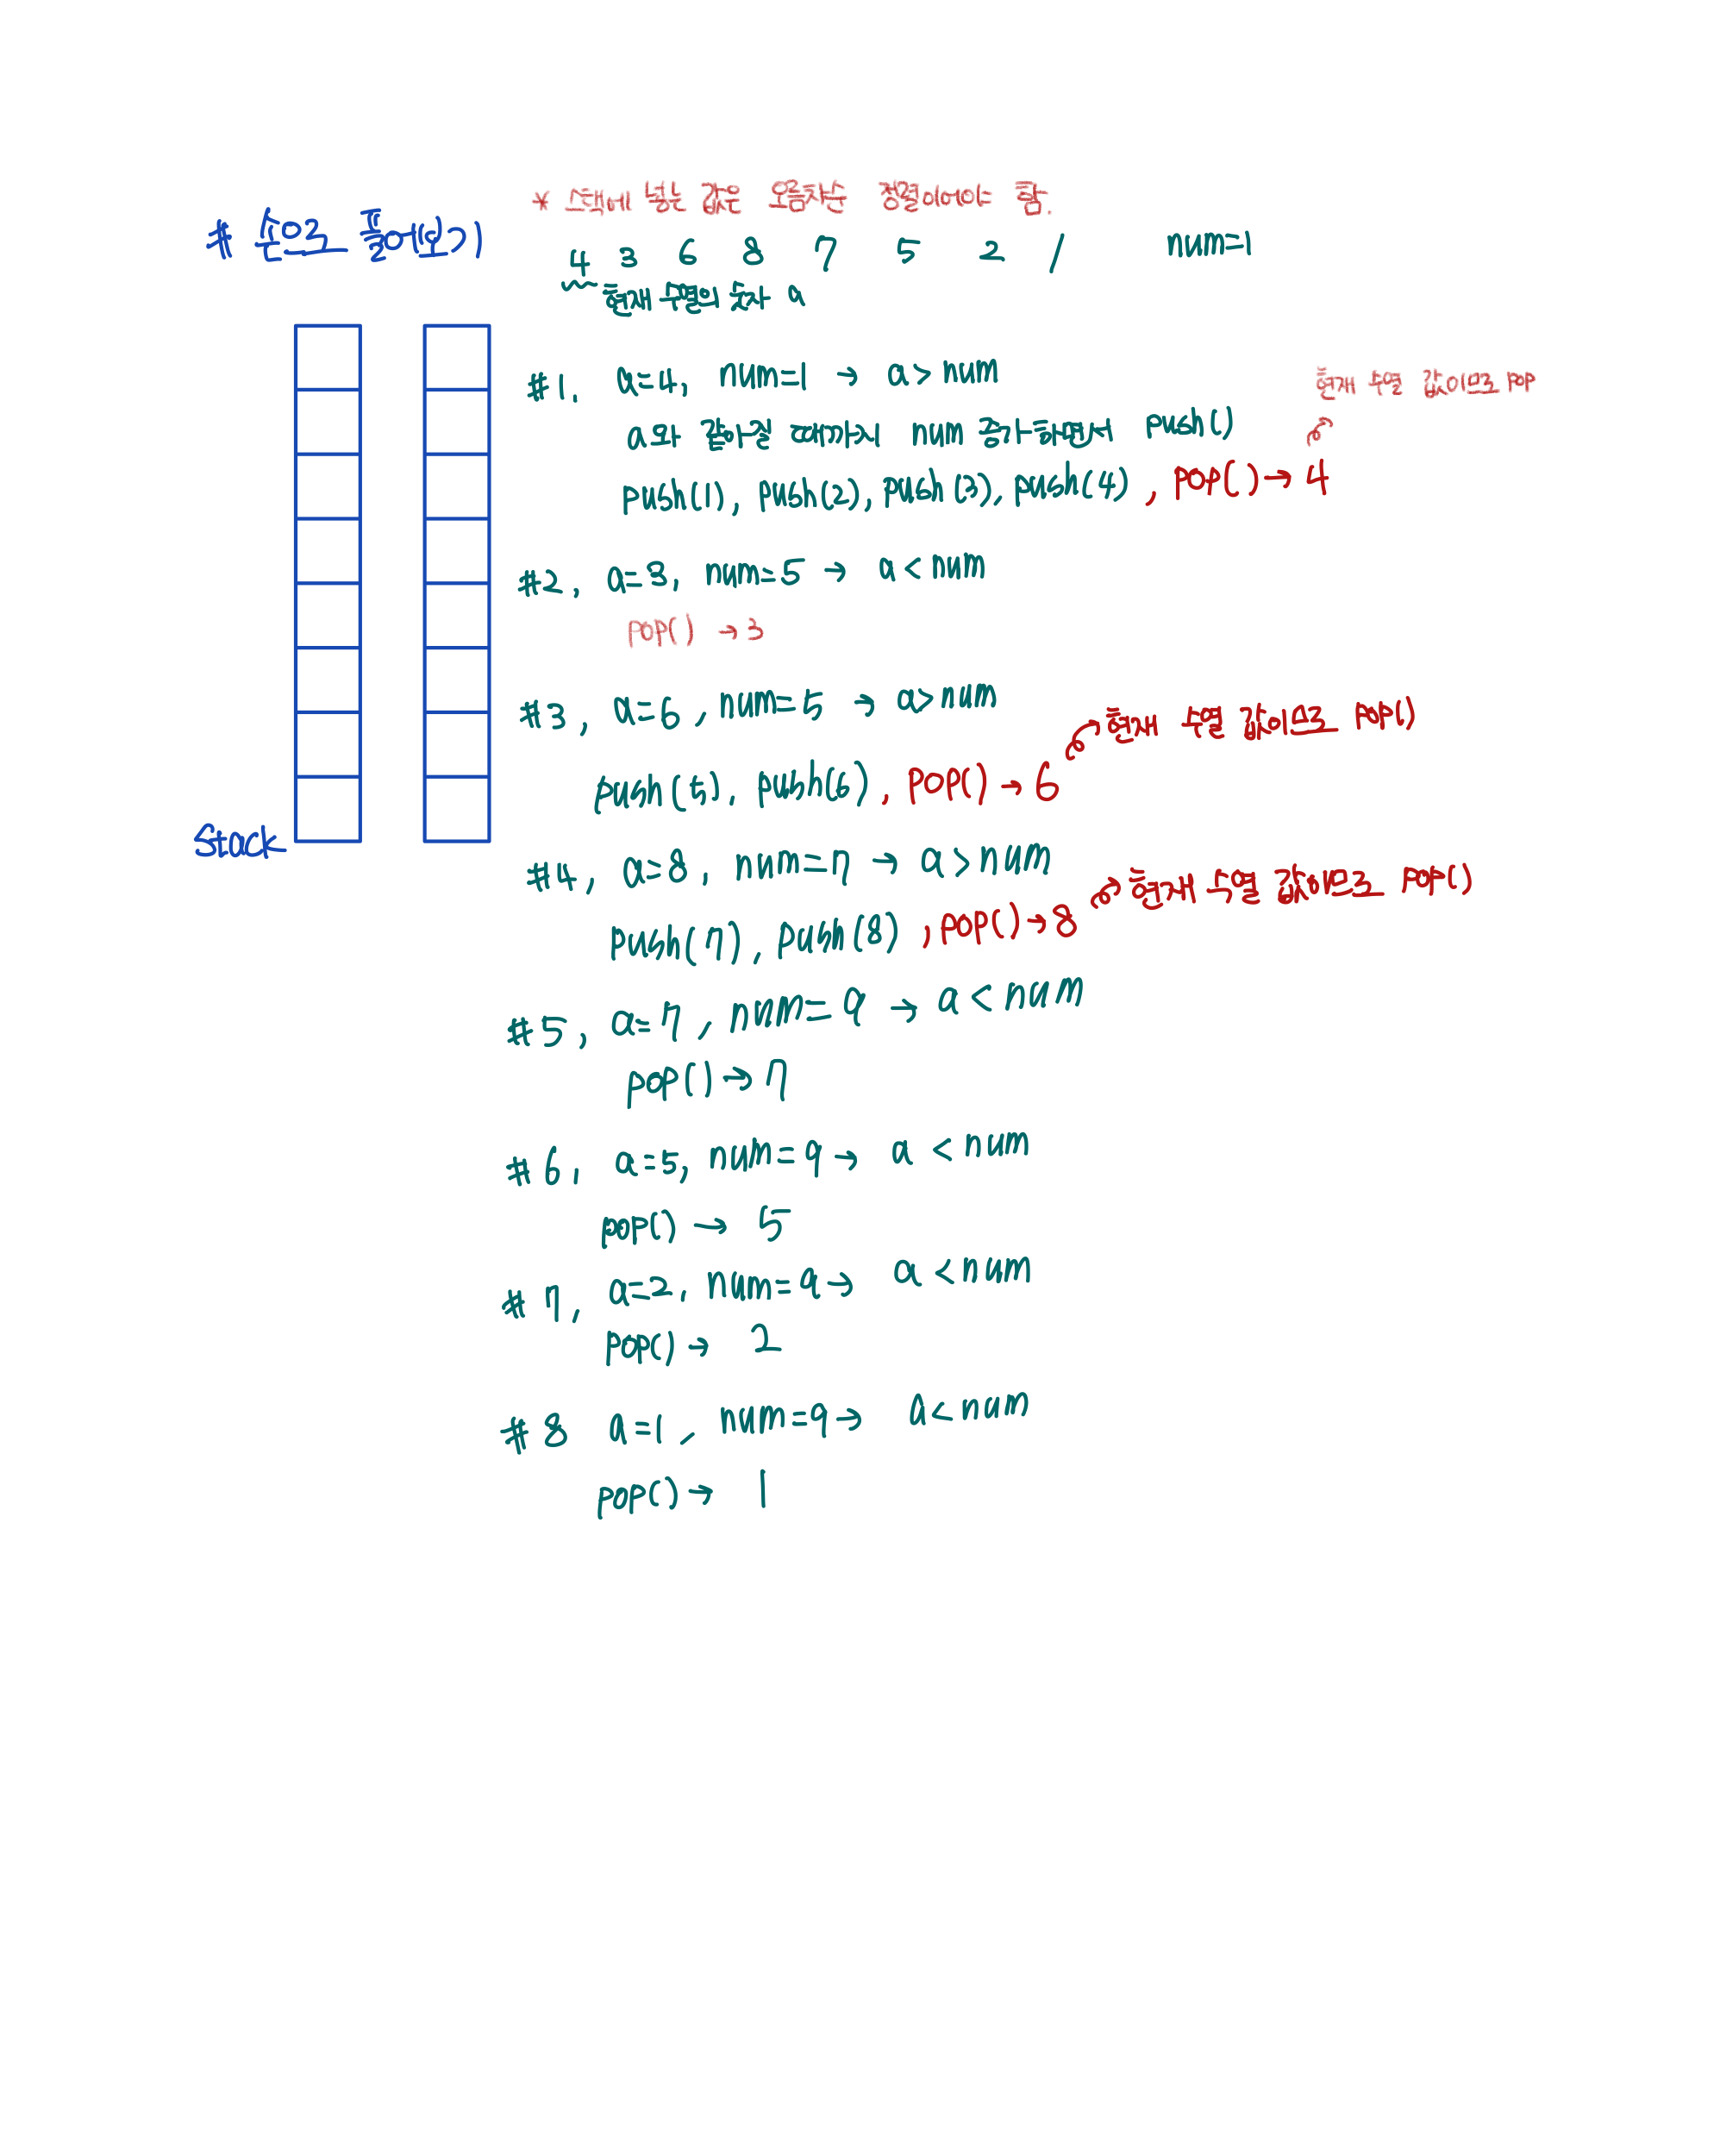 # 손으로 풀어보기
* 스택에 넣는 값은 오름차순 정렬이어야 함.
4 3 6 8 7 5 2 1 num=1
현재 수열의 숫자 a
#1, a=4, num=1 → a > num
a와 같아질 때까지 num 증가하면서 push()
현재 수열 값이므로 pop
push(1), push(2), push(3), push(4), pop() → 4
#2, a=3, num=5 → a < num
pop() → 3
#3, a=6, num=5 → a>num
현재 수열 값이므로 pop()
push(5), push(6), pop() → 6
Stack
#4, a=8, num=7 → a > num
현재 수열 값이므로 pop()
push(7), push(8), pop() → 8
#5, a=7, num=9 → a < num
pop() → 7
#6, a=5, num=9 → a < num
pop() → 5
#7, a=2, num=9 → a < num
pop() → 2
#8 a=1, num=9 → a < num
pop() → 1